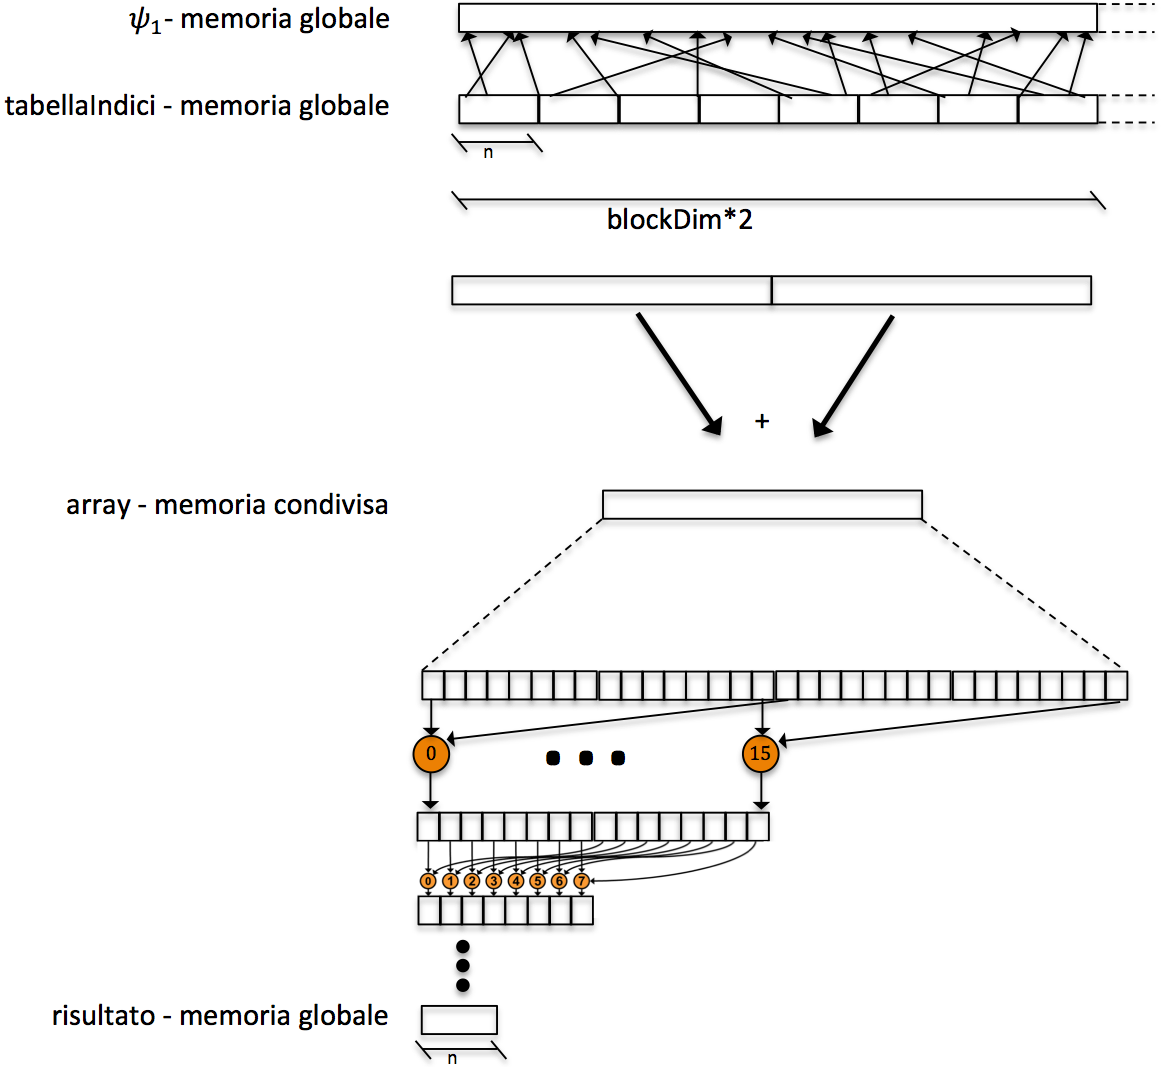 ψ₁- memoria globale
tabellaIndici - memoria globale
n
blockDim*2
+
array - memoria condivisa
0
15
0 1 2 3 4 5 6 7
risultato - memoria globale
n